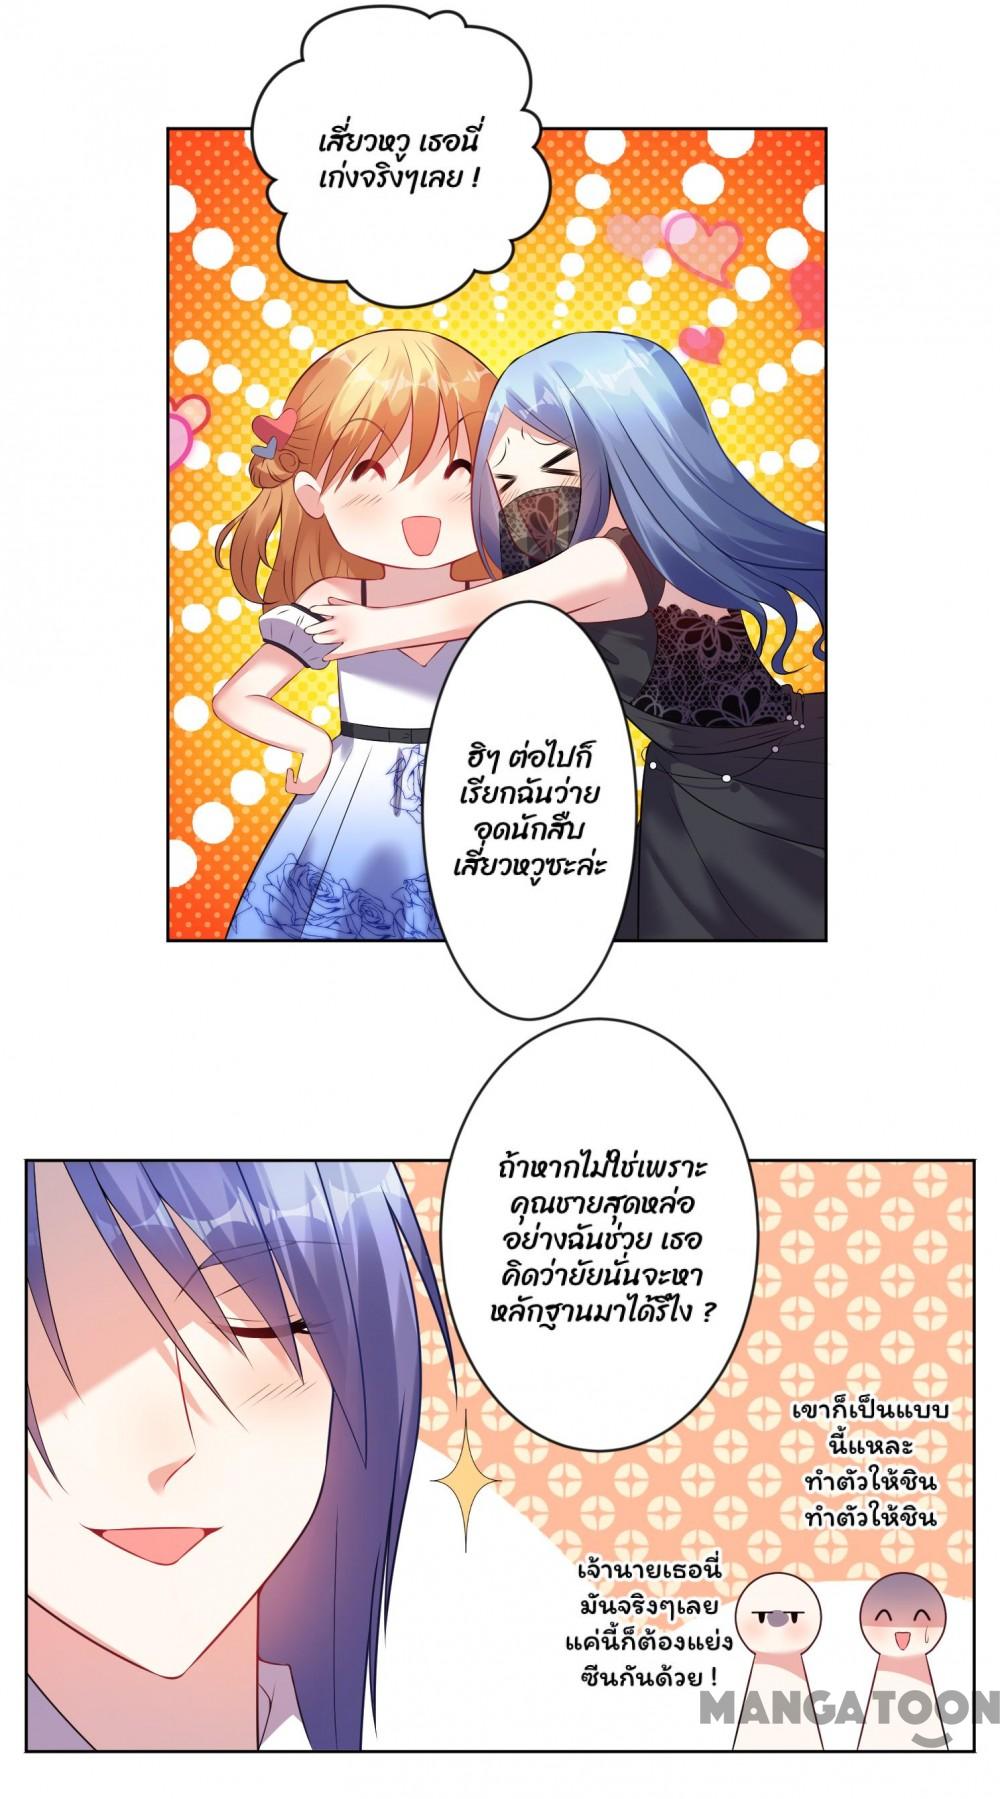 เสี่ยวหวู เธอนี่
เก่งจริงๆเลย !
ฮิๆ ต่อไปก็
เรียกฉันว่าย
อดนักสืบ
เสี่ยวหวูซะล่ะ
ถ้าหากไม่ใช่เพราะ
คุณชายสุดหล่อ
อย่างฉันช่วย เธอ
คิดว่ายัยนั่นจะหา
หลักฐานมาได้รึไง ?
เขาก็เป็นแบบ
นี้แหละ
ทำตัวให้ชิน
ทำตัวให้ชิน
เจ้านายเธอนี่
มันจริงๆเลย
แค่นี้ก็ต้องแย่ง
ซีนกันด้วย !
MANGATOON